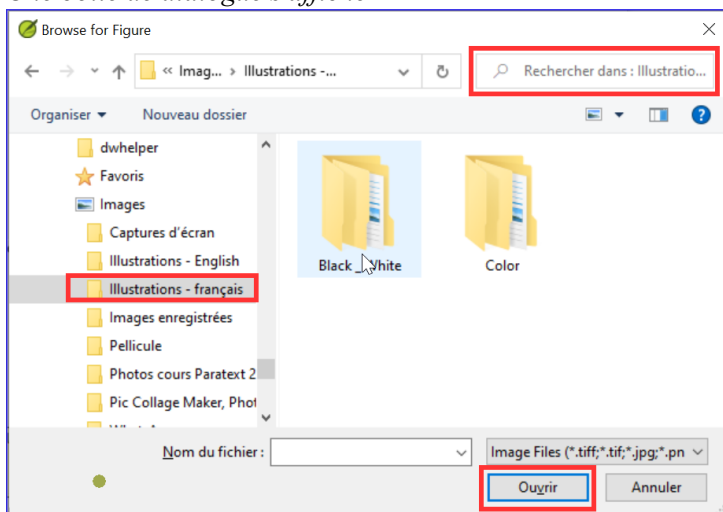 Browse for Figure
« Imag... › Illustrations -...
Rechercher dans : Illustratio...
Organiser
Nouveau dossier
dwhelper
Favoris
Images
Captures d'écran
Illustrations - English
Illustrations - français
Images enregistrées
Pellicule
Photos cours Paratext 2
Pic Collage Maker, Phot
Black _White
Color
Nom du fichier :
Image Files (*.tiff;*.tif;*.jpg;*.pn
Ouvrir
Annuler